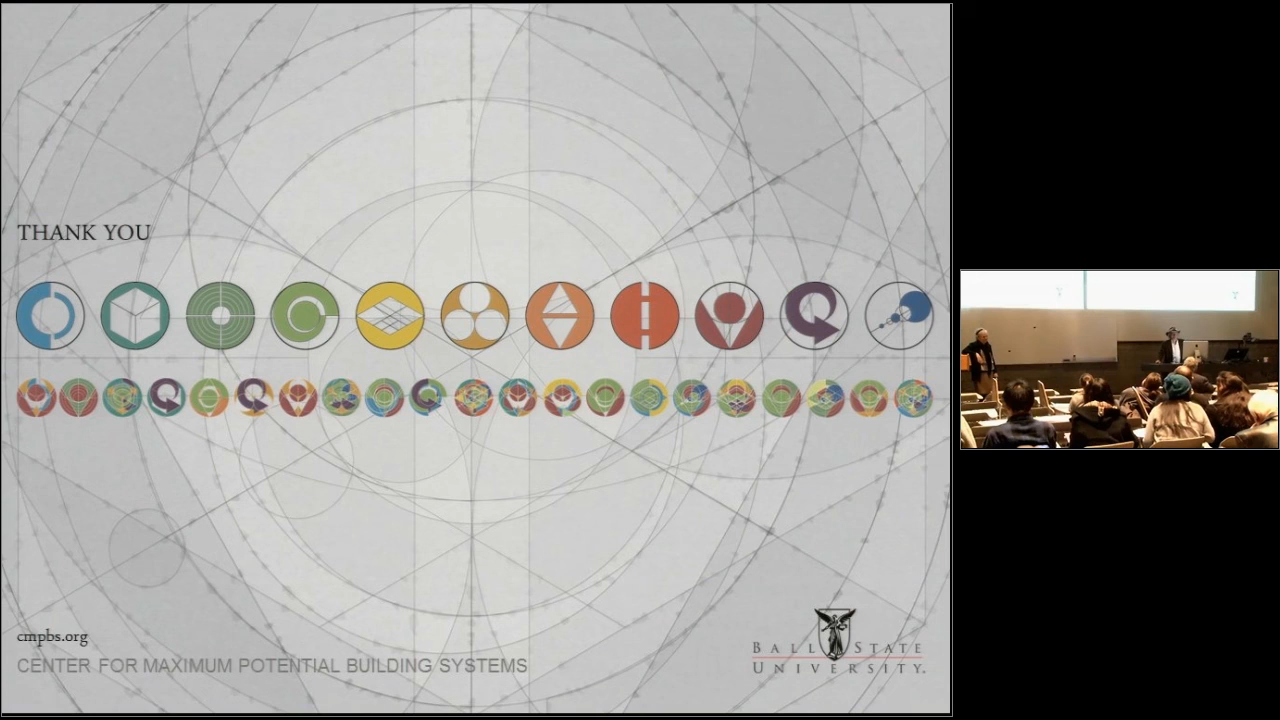 THANK YOU
cmpbs.org
CENTER FOR MAXIMUM POTENTIAL BUILDING SYSTEMS
BALL STATE
UNIVERSITY.